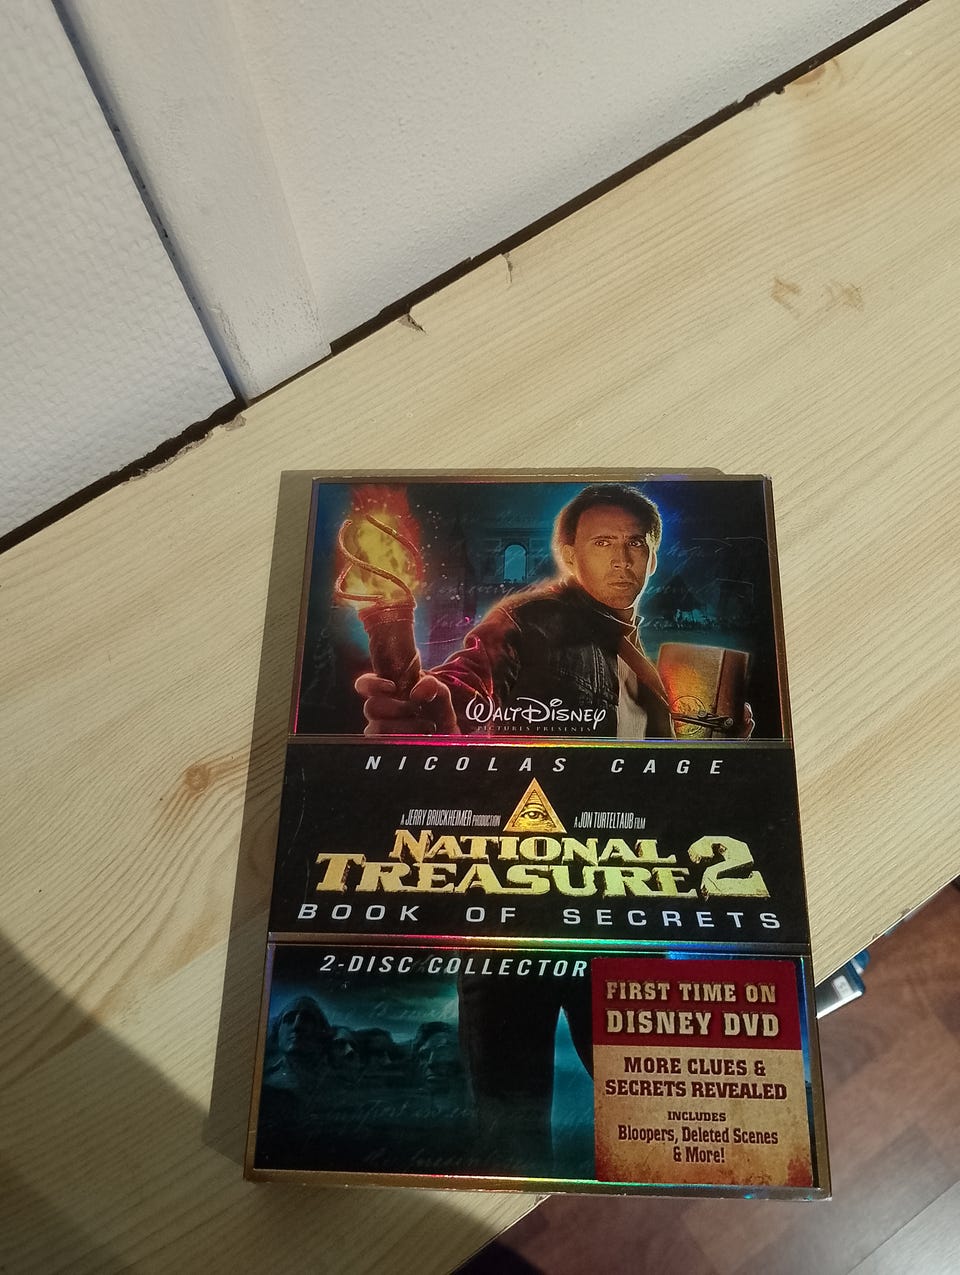 WALT DISNEY
PICTURES PRESENTS
NICOLAS CAGE
A JERRY BRUCKHEIMER PRODUCTION A JON TURTELTAUB FILM
NATIONAL
TREASURE 2
BOOK OF SECRETS
2-DISC COLLECTOR
FIRST TIME ON
DISNEY DVD
MORE CLUES &
SECRETS REVEALED
INCLUDES
Bloopers, Deleted Scenes
& More!